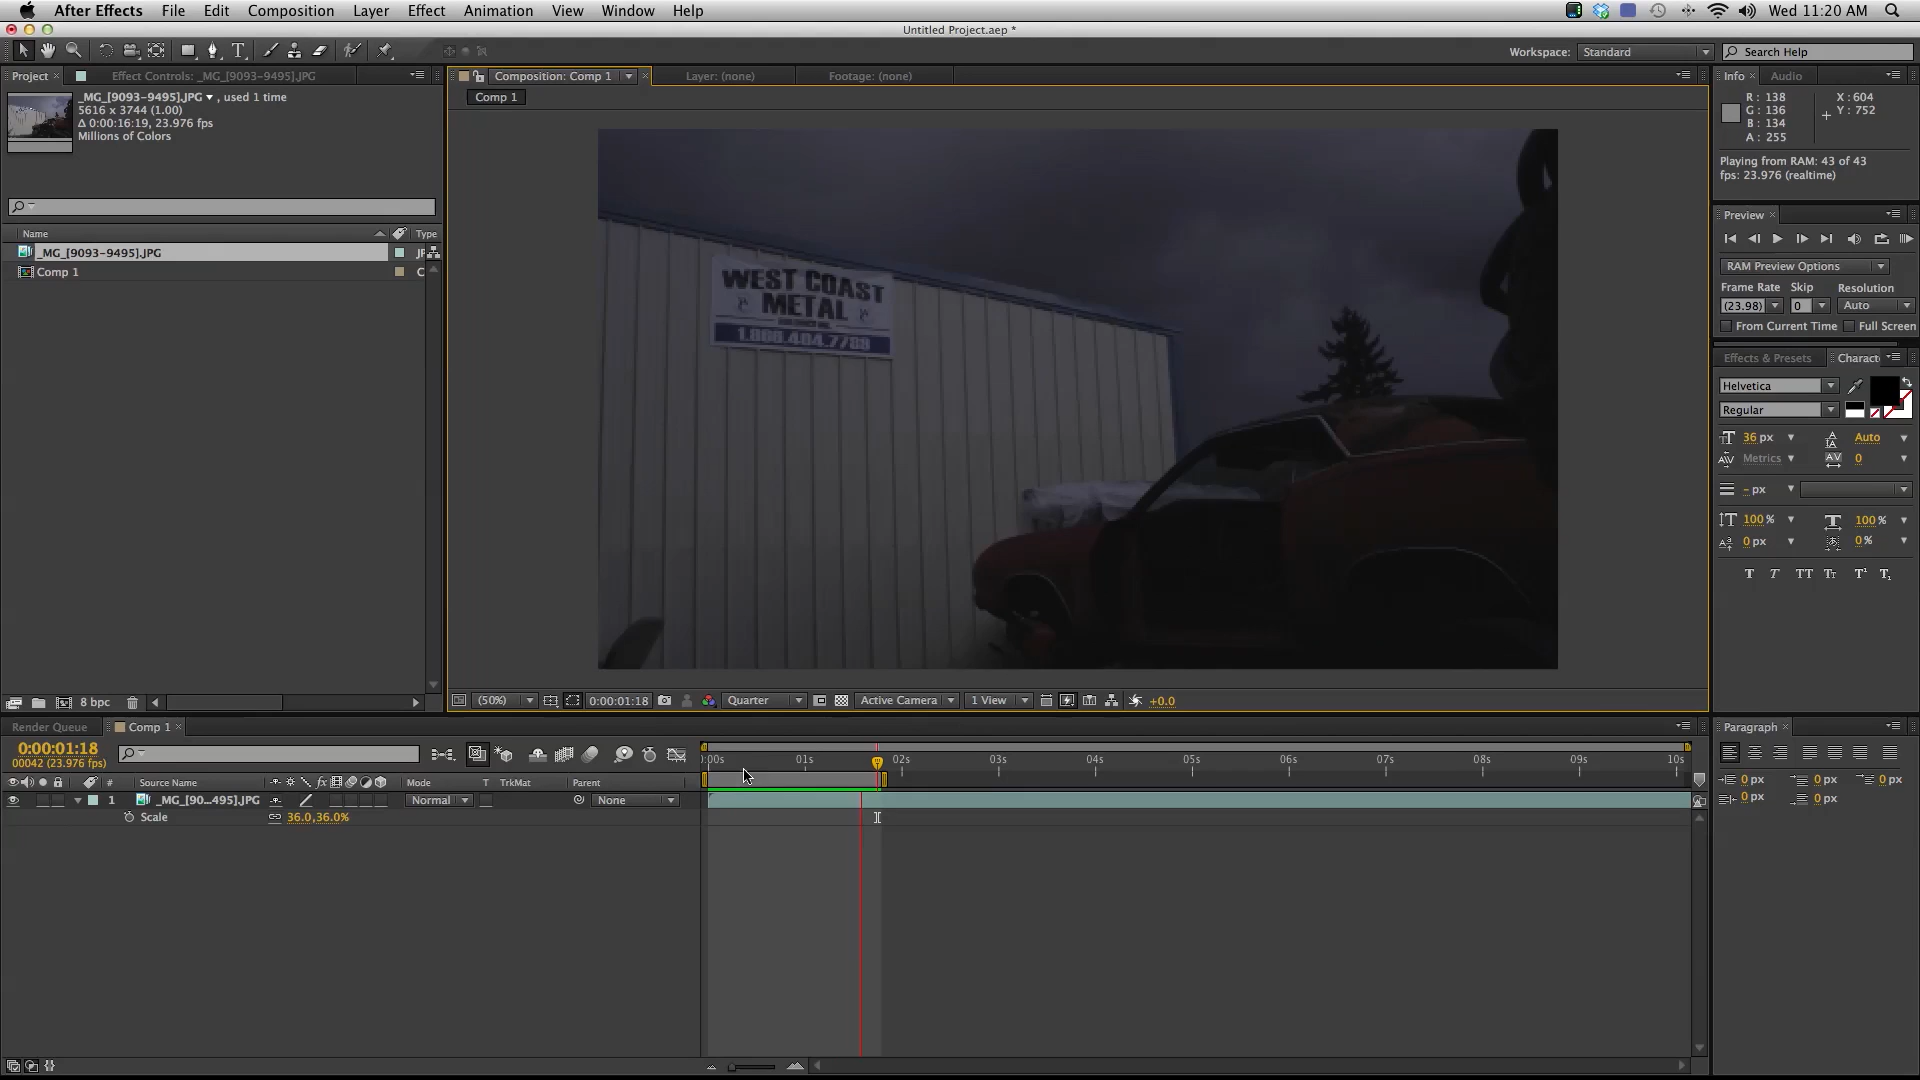 After Effects File Edit Composition Layer Effect Animation View Window Help Wed 11:20 AM
Untitled Project.aep *
Workspace: Standard Search Help
Project Effect Controls: _MG_[9093-9495].JPG Composition: Comp 1 Layer: (none) Footage: (none) Info Audio
_MG_[9093-9495].JPG , used 1 time
5616 x 3744 (1.00)
Δ 0:00:16:19, 23.976 fps
Millions of Colors
Comp 1
R: 138 X: 604
G: 136 Y: 752
B: 134
A: 255
Playing from RAM: 43 of 43
fps: 23.976 (realtime)
Name Type
_MG_[9093-9495].JPG
Comp 1 C
WEST COAST
METAL
Preview
RAM Preview Options
Frame Rate Skip Resolution
(23.98) 0 Auto
From Current Time Full Screen
Effects & Presets Charact
Helvetica
Regular
36 px Auto
Metrics 0
- px
100 % 100 %
0 px 0 %
8 bpc (50%) 0:00:01:18 Quarter Active Camera 1 View +0.0
Render Queue Comp 1 Paragraph
0:00:01:18
00042 (23.976 fps)
01s 02s 03s 04s 05s 06s 07s 08s 09s 10s
# Source Name Mode T TrkMat Parent
1 _MG_[90...495].JPG Normal None
Scale 36.0,36.0%
0 px 0 px 0 px
0 px 0 px